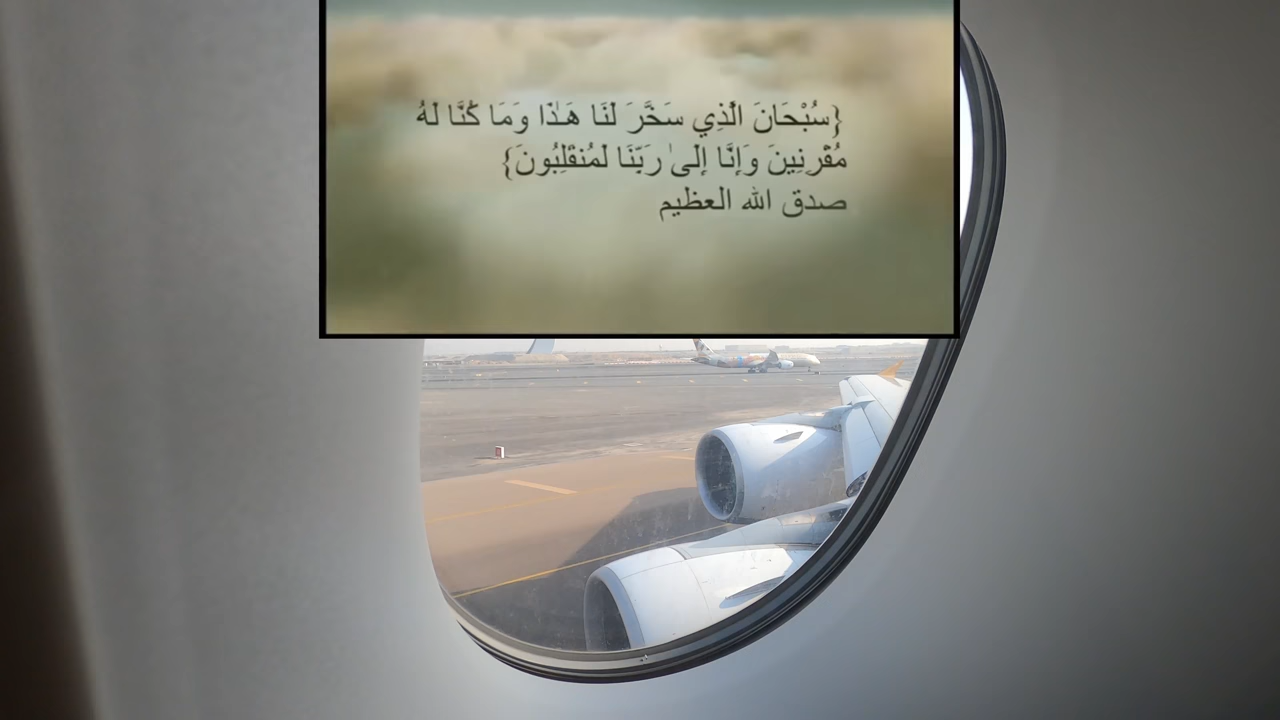 {سُبْحَانَ الَّذِي سَخَّرَ لَنَا هَـٰذَا وَمَا كُنَّا لَهُ
مُقْرِنِينَ وَإِنَّا إِلَىٰ رَبِّنَا لَمُنقَلِبُونَ}
صدق الله العظيم